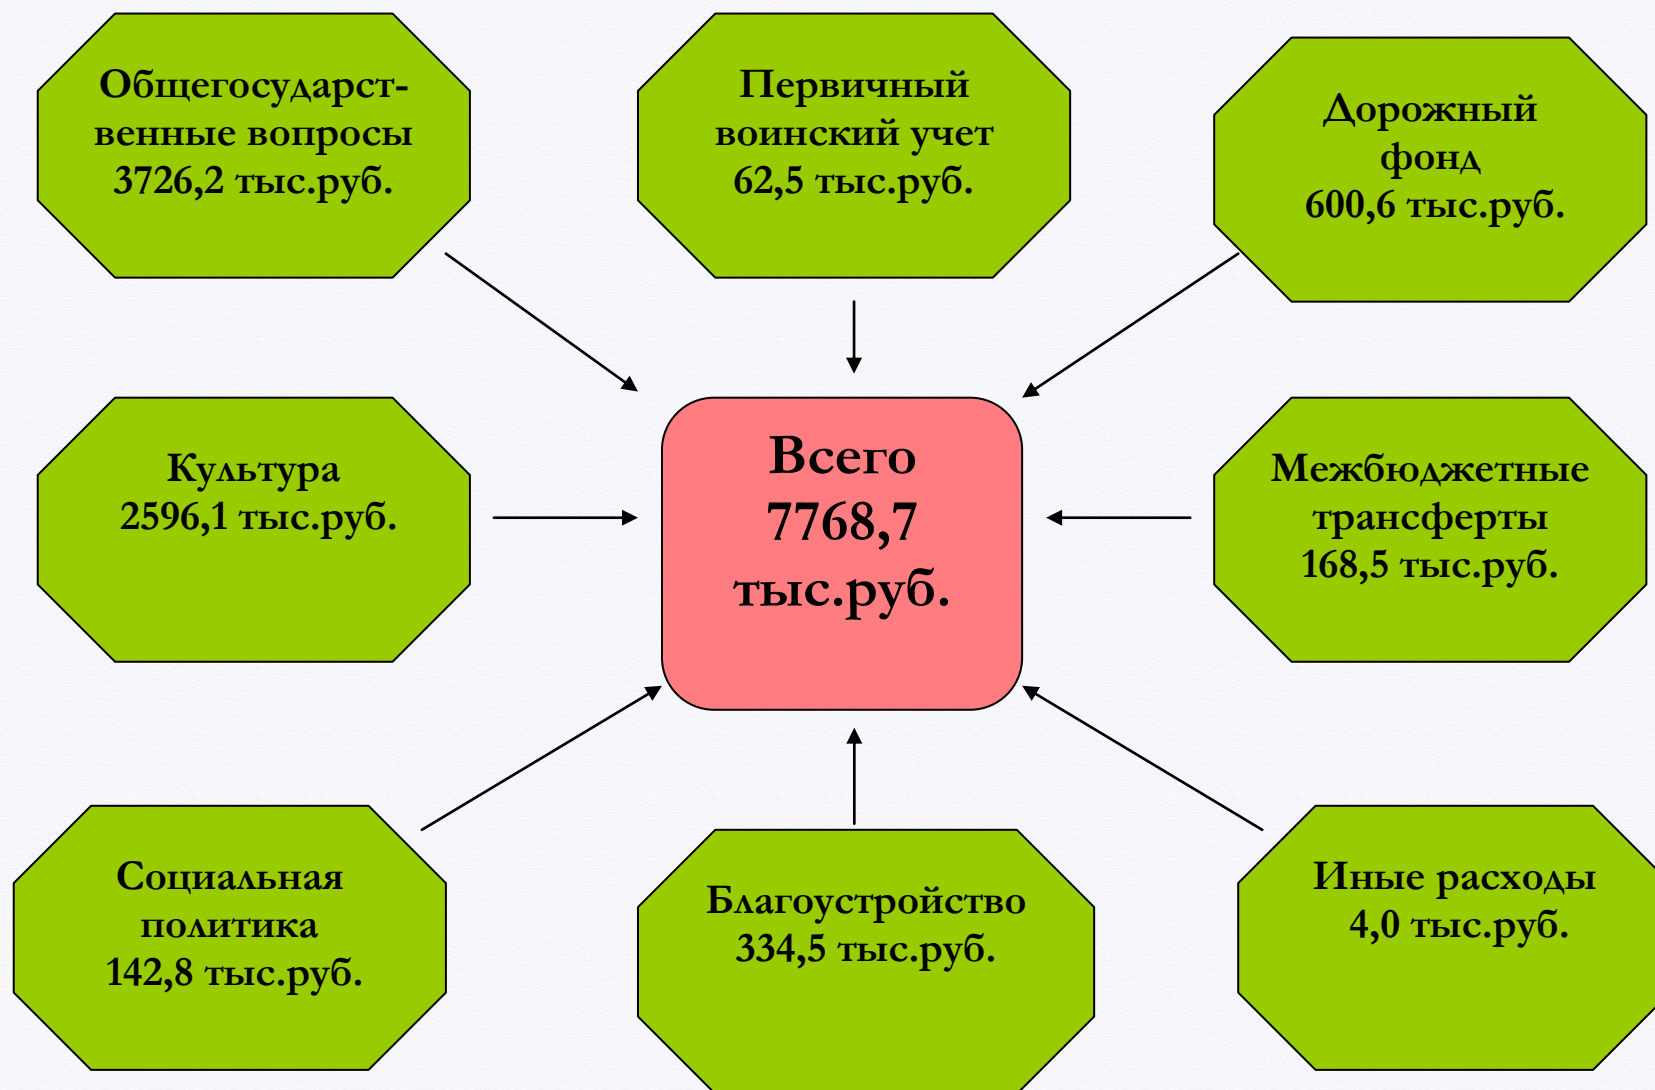 Общегосударст-
венные вопросы
3726,2 тыс.руб.
Первичный
воинский учет
62,5 тыс.руб.
Дорожный
фонд
600,6 тыс.руб.
Культура
2596,1 тыс.руб.
Всего
7768,7
тыс.руб.
Межбюджетные
трансферты
168,5 тыс.руб.
Социальная
политика
142,8 тыс.руб.
Благоустройство
334,5 тыс.руб.
Иные расходы
4,0 тыс.руб.